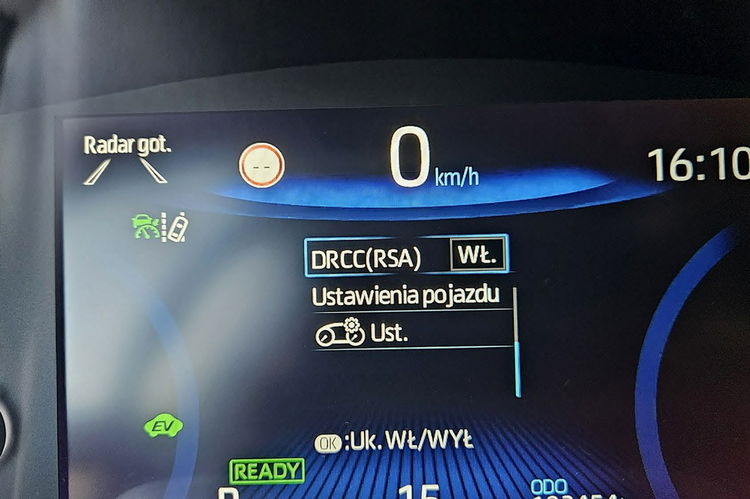 Radar got.
- -
0 km/h
16:10
DRCC(RSA) WŁ.
Ustawienia pojazdu
Ust.
EV
OK :Uk. WŁ/WYŁ
READY
15
ODO